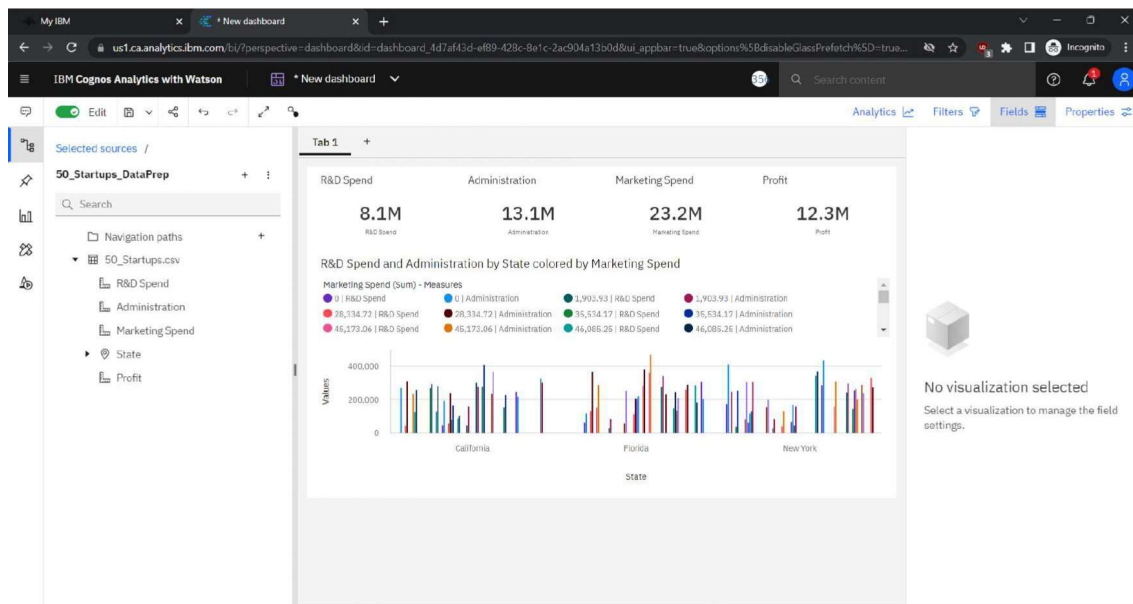 My IBM
* New dashboard
us1.ca.analytics.ibm.com/bi/?perspective=dashboard&id=dashboard_4d7af43d-ef89-428c-8e1c-2ac904a13b0d&ui_appbar=true&options%5BdisableGlassPrefetch%5D=true...
Incognito
IBM Cognos Analytics with Watson
* New dashboard
Search content
1
Edit
Analytics
Filters
Fields
Properties
Selected sources /
Tab 1
50_Startups_DataPrep
Search
Navigation paths
50_Startups.csv
R&D Spend
Administration
Marketing Spend
State
Profit
R&D Spend Administration Marketing Spend Profit
8.1M 13.1M 23.2M 12.3M
R&D Spend Administration Marketing Spend Profit
R&D Spend and Administration by State colored by Marketing Spend
Marketing Spend (Sum) - Measures
0 | R&D Spend 0 | Administration 1,903.93 | R&D Spend 1,903.93 | Administration
28,334.72 | R&D Spend 28,334.72 | Administration 35,534.17 | R&D Spend 35,534.17 | Administration
45,173.06 | R&D Spend 45,173.06 | Administration 46,085.25 | R&D Spend 46,085.25 | Administration
Values
400,000
200,000
0
California Florida New York
State
No visualization selected
Select a visualization to manage the field
settings.